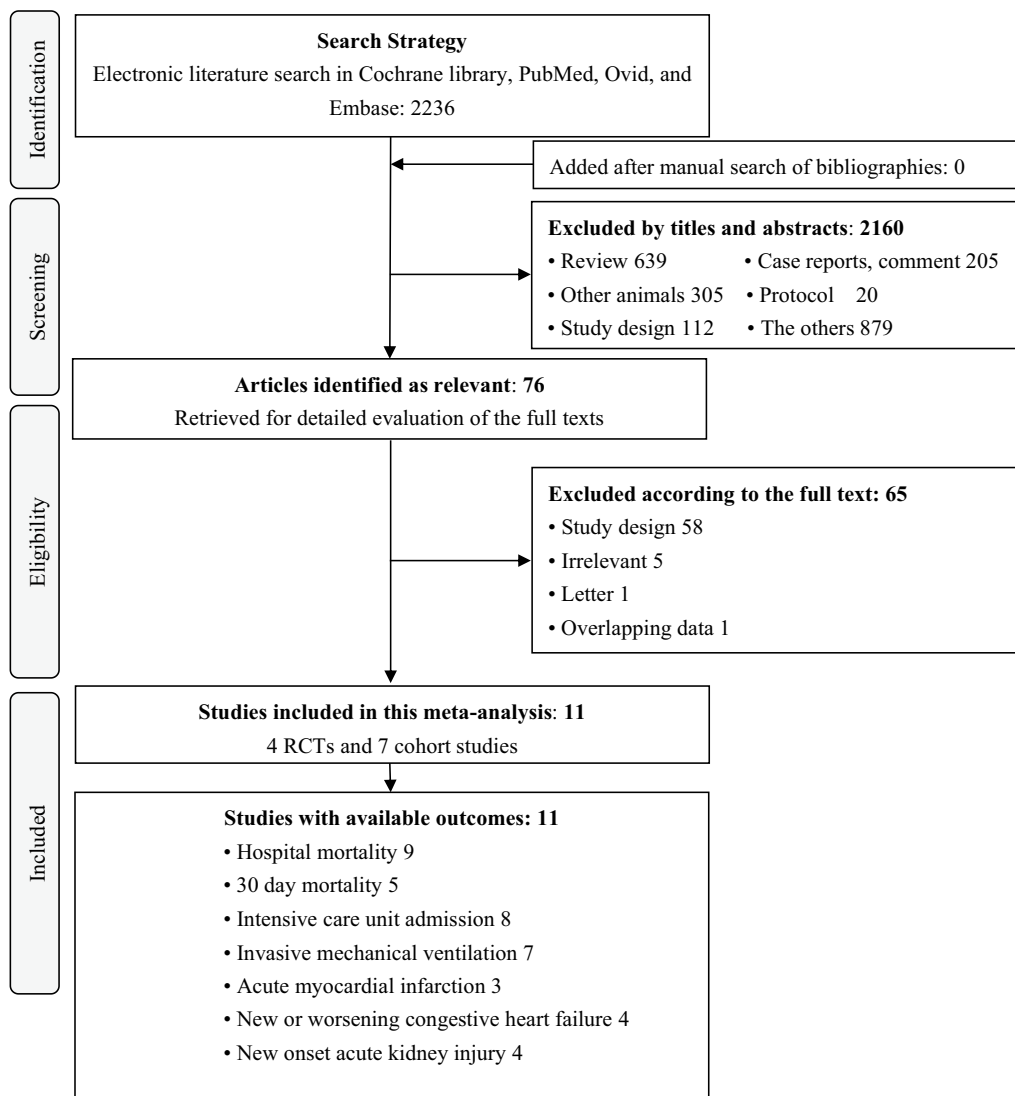 Identification
Search Strategy
Electronic literature search in Cochrane library, PubMed, Ovid, and
Embase: 2236
Added after manual search of bibliographies: 0
Screening
Excluded by titles and abstracts: 2160
• Review 639 • Case reports, comment 205
• Other animals 305 • Protocol 20
• Study design 112 • The others 879
Articles identified as relevant: 76
Retrieved for detailed evaluation of the full texts
Eligibility
Excluded according to the full text: 65
• Study design 58
• Irrelevant 5
• Letter 1
• Overlapping data 1
Included
Studies included in this meta-analysis: 11
4 RCTs and 7 cohort studies
Studies with available outcomes: 11
• Hospital mortality 9
• 30 day mortality 5
• Intensive care unit admission 8
• Invasive mechanical ventilation 7
• Acute myocardial infarction 3
• New or worsening congestive heart failure 4
• New onset acute kidney injury 4